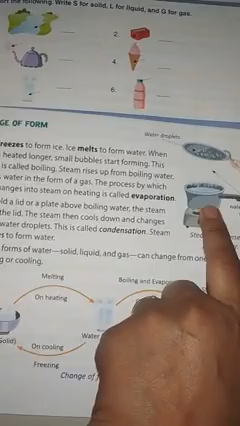 the following. Write S for solid, L for liquid, and G for gas.
2.
4.
6.
GE OF FORM
Water droplets
reezes to form ice. Ice melts to form water. When
heated longer, small bubbles start forming. This
is called boiling. Steam rises up from boiling water.
water in the form of a gas. The process by which
anges into steam on heating is called evaporation.
ld a lid or a plate above boiling water, the steam
the lid. The steam then cools down and changes
water droplets. This is called condensation. Steam
s to form water.
forms of water—solid, liquid, and gas—can change from one
g or cooling.
Melting
Boiling and
On heating
Water
Solid)
On cooling
Freezing
Change of